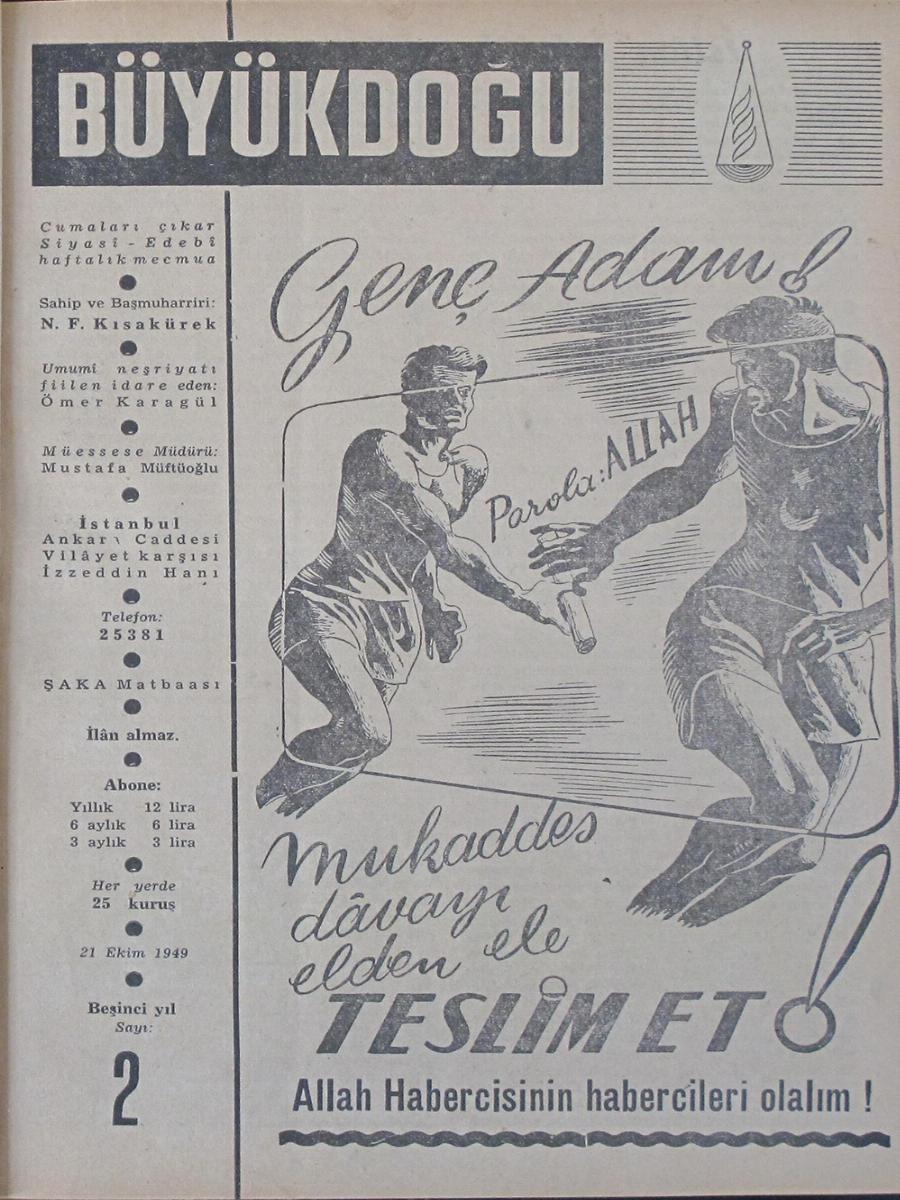 BÜYÜKDOĞU
Cumaları çıkar
Siyasî - Edebî
haftalık mecmua
Sahip ve Başmuharriri:
N. F. Kısakürek
Umumî neşriyatı
fiilen idare eden:
Ömer Karagül
Müessese Müdürü:
Mustafa Müftüoğlu
İstanbul
Ankar Caddesi
Vilâyet karşısı
İzzeddin Hanı
Telefon:
25381
ŞAKA Matbaası
İlân almaz.
Abone:
Yıllık 12 lira
6 aylık 6 lira
3 aylık 3 lira
Her yerde
25 kuruş
21 Ekim 1949
Beşinci yıl
Sayı:
2
Genç Adam!
Parola: ALLAH
mukaddes
dâvayı
elden ele
TESLİM ET!
Allah Habercisinin habercileri olalım !